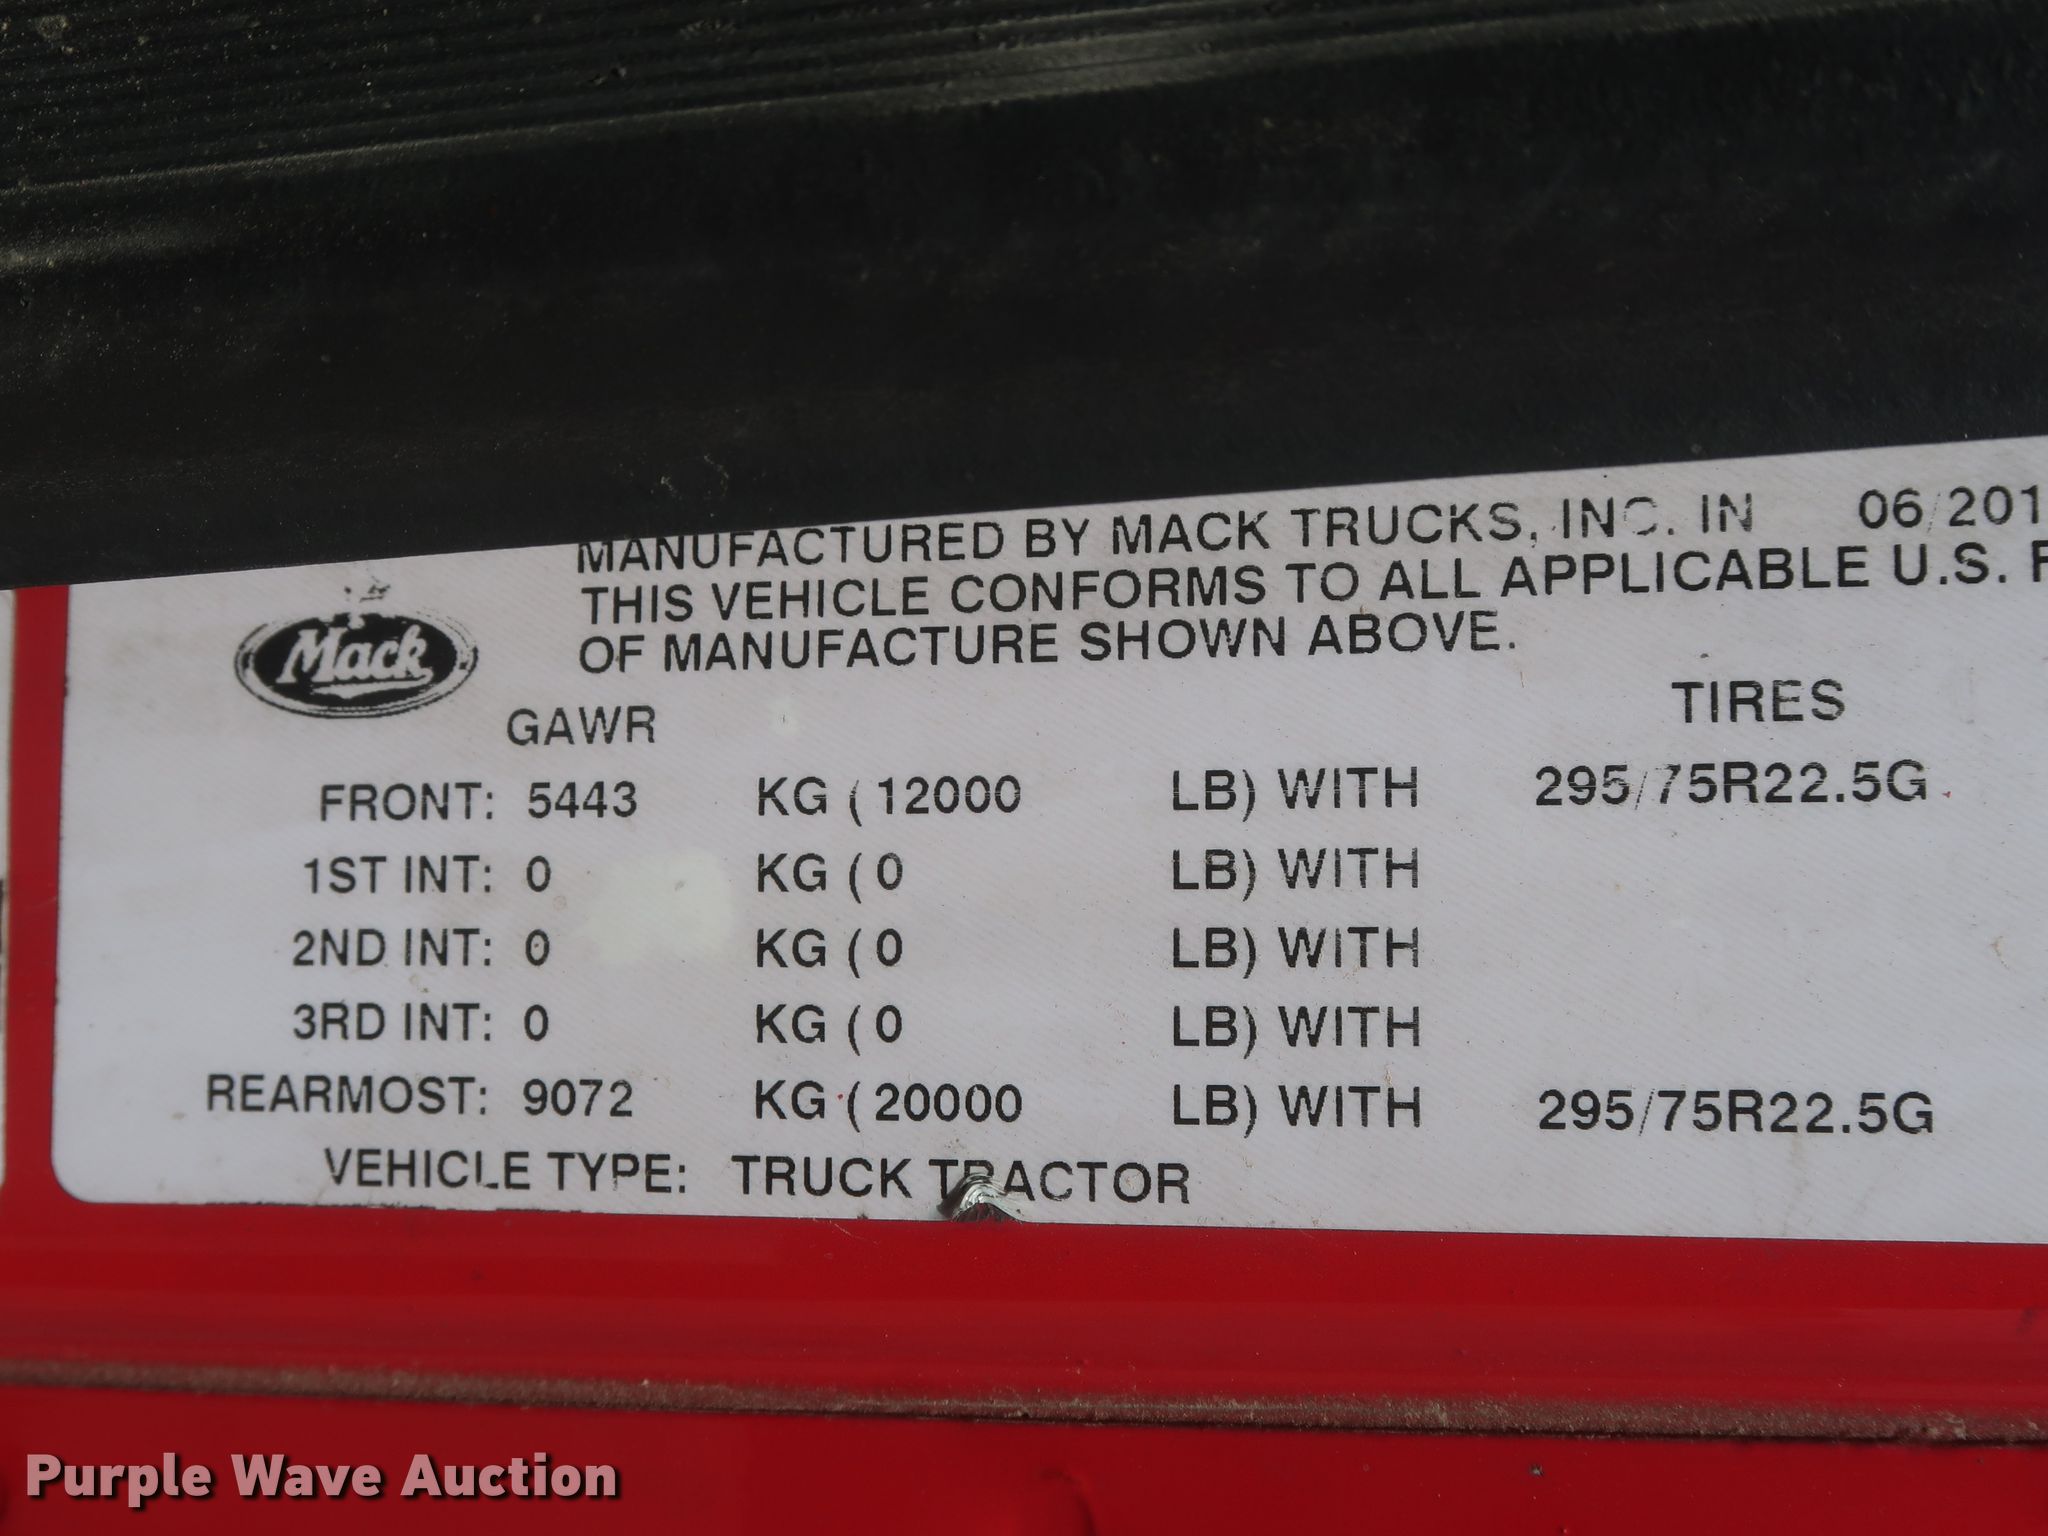 MANUFACTURED BY MACK TRUCKS, INC. IN 06/201
THIS VEHICLE CONFORMS TO ALL APPLICABLE U.S. F
OF MANUFACTURE SHOWN ABOVE.
Mack
GAWR TIRES
FRONT: 5443 KG (12000 LB) WITH 295/75R22.5G
1ST INT: 0 KG (0 LB) WITH
2ND INT: 0 KG (0 LB) WITH
3RD INT: 0 KG (0 LB) WITH
REARMOST: 9072 KG (20000 LB) WITH 295/75R22.5G
VEHICLE TYPE: TRUCK TRACTOR
Purple Wave Auction